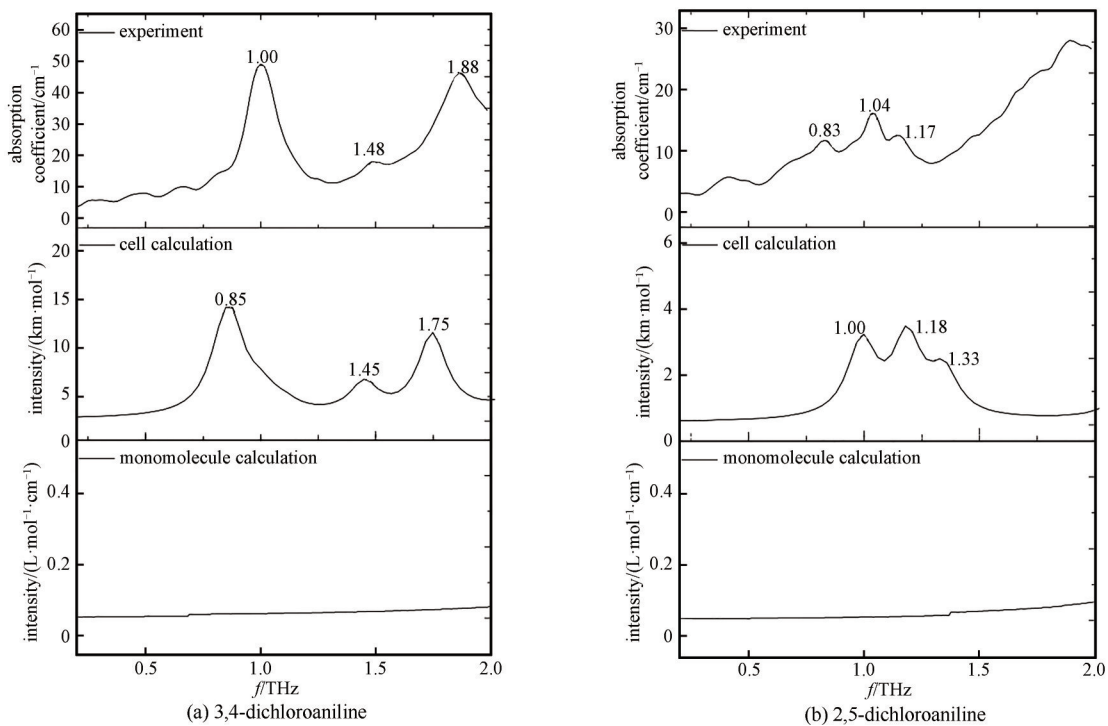 60
50
40
30
20
10
0
absorption
coefficient/cm⁻¹
experiment
1.00
1.48
1.88
20
15
10
5
0
intensity/(km·mol⁻¹)
cell calculation
0.85
1.45
1.75
0.4
0.2
0
intensity/(L·mol⁻¹·cm⁻¹)
monomolecule calculation
0.5 1.0 1.5 2.0
f/THz
(a) 3,4-dichloroaniline
30
20
10
0
absorption
coefficient/cm⁻¹
experiment
0.83
1.04
1.17
6
4
2
0
intensity/(km·mol⁻¹)
cell calculation
1.00
1.18
1.33
0.4
0.2
0
intensity/(L·mol⁻¹·cm⁻¹)
monomolecule calculation
0.5 1.0 1.5 2.0
f/THz
(b) 2,5-dichloroaniline